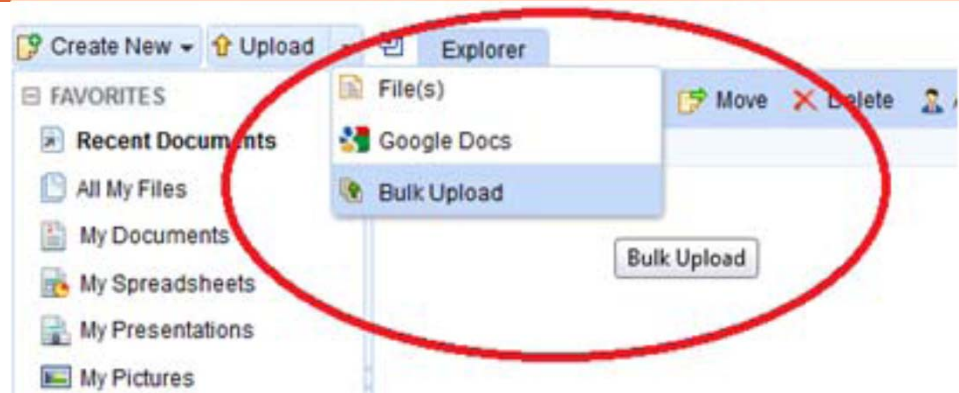 Create New Upload Explorer
FAVORITES File(s) Move Delete
Recent Documents Google Docs
All My Files Bulk Upload
My Documents Bulk Upload
My Spreadsheets
My Presentations
My Pictures